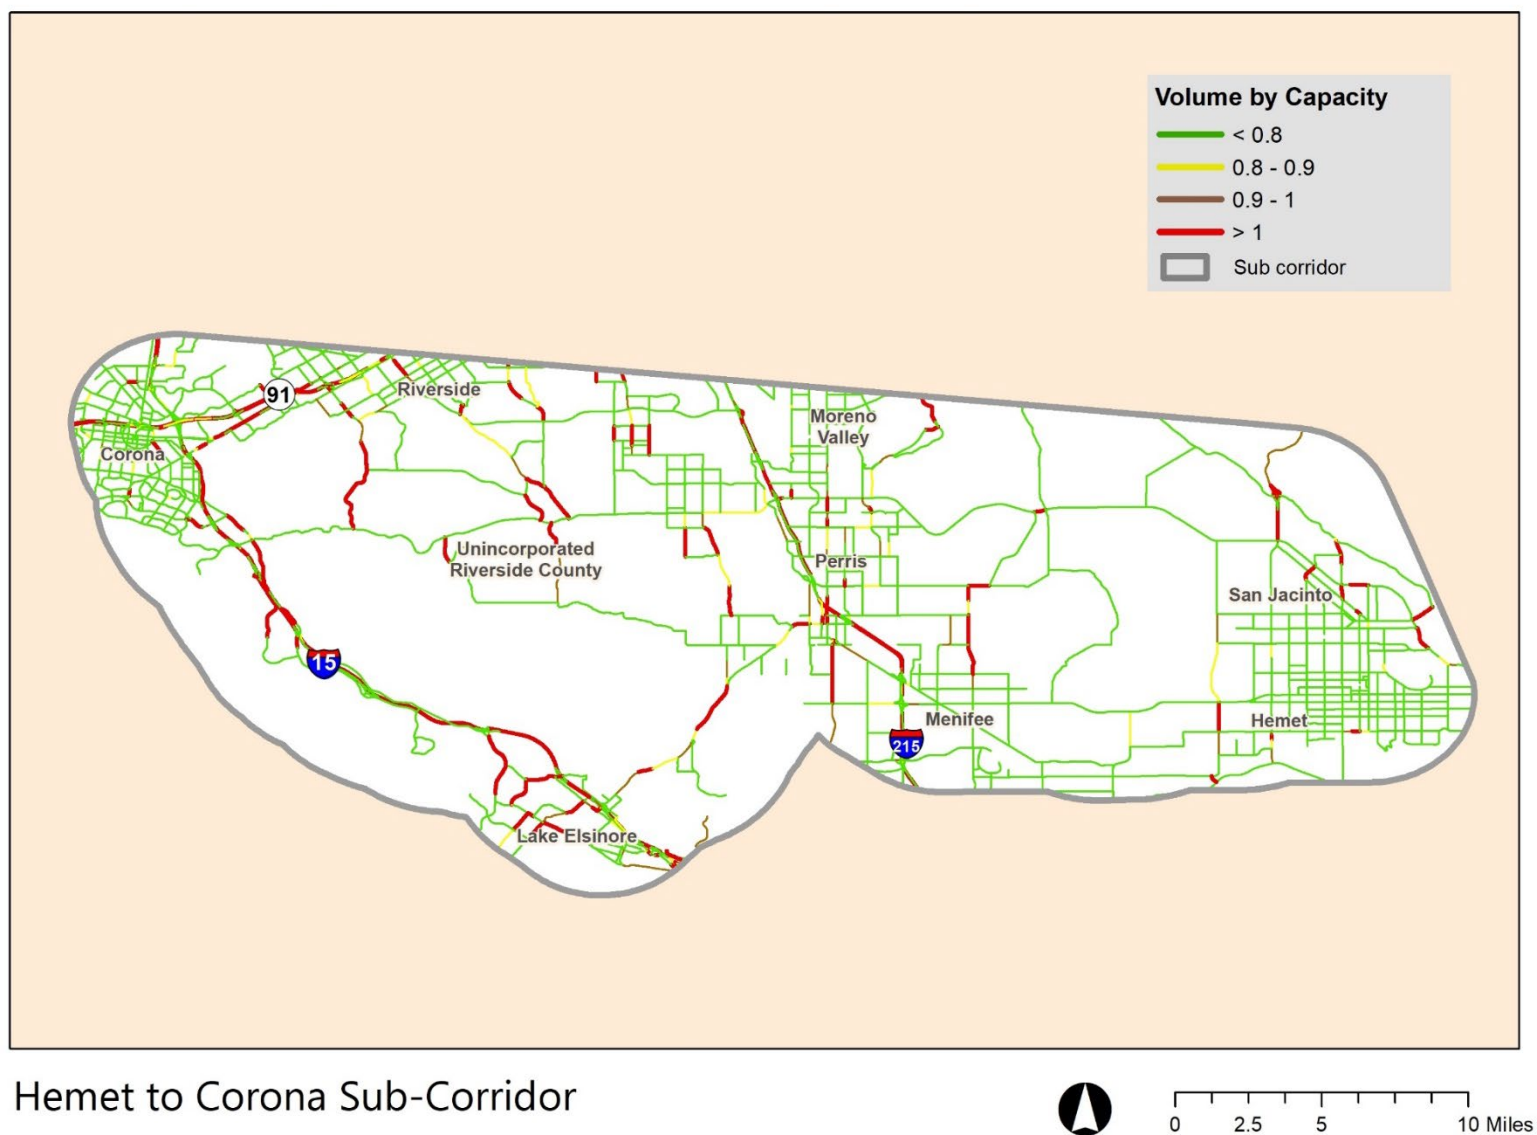 Volume by Capacity
< 0.8
0.8 - 0.9
0.9 - 1
> 1
Sub corridor
91
Riverside
Moreno
Valley
Corona
Unincorporated
Riverside County
Perris
San Jacinto
15
Menifee
Hemet
215
Lake Elsinore
Hemet to Corona Sub-Corridor
0 2.5 5 10 Miles